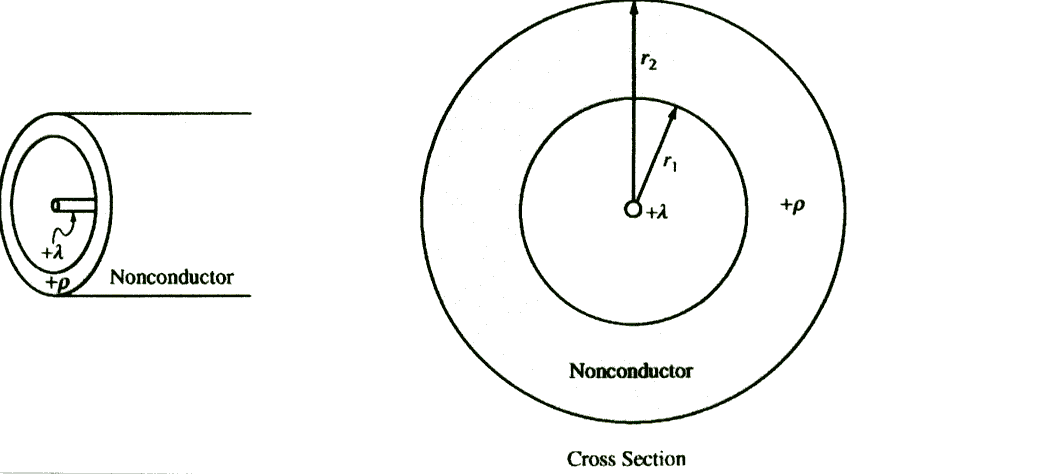 +λ
+ρ
Nonconductor
r₂
r₁
+λ
+ρ
Nonconductor
Cross Section